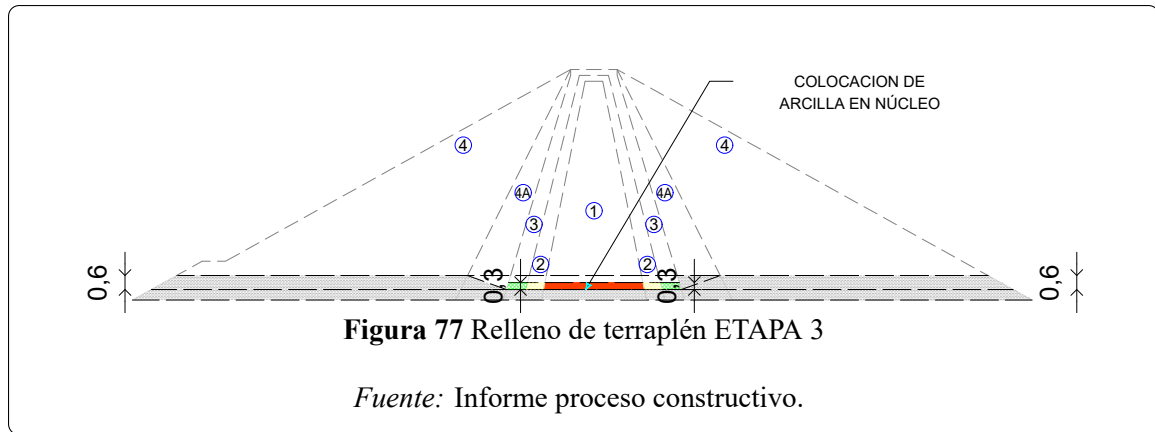 COLOCACION DE
ARCILLA EN NÚCLEO
4
4
4A
4A
1
3
3
2
2
0,6
0,3
0,3
0,6
Figura 77 Relleno de terraplén ETAPA 3
Fuente: Informe proceso constructivo.